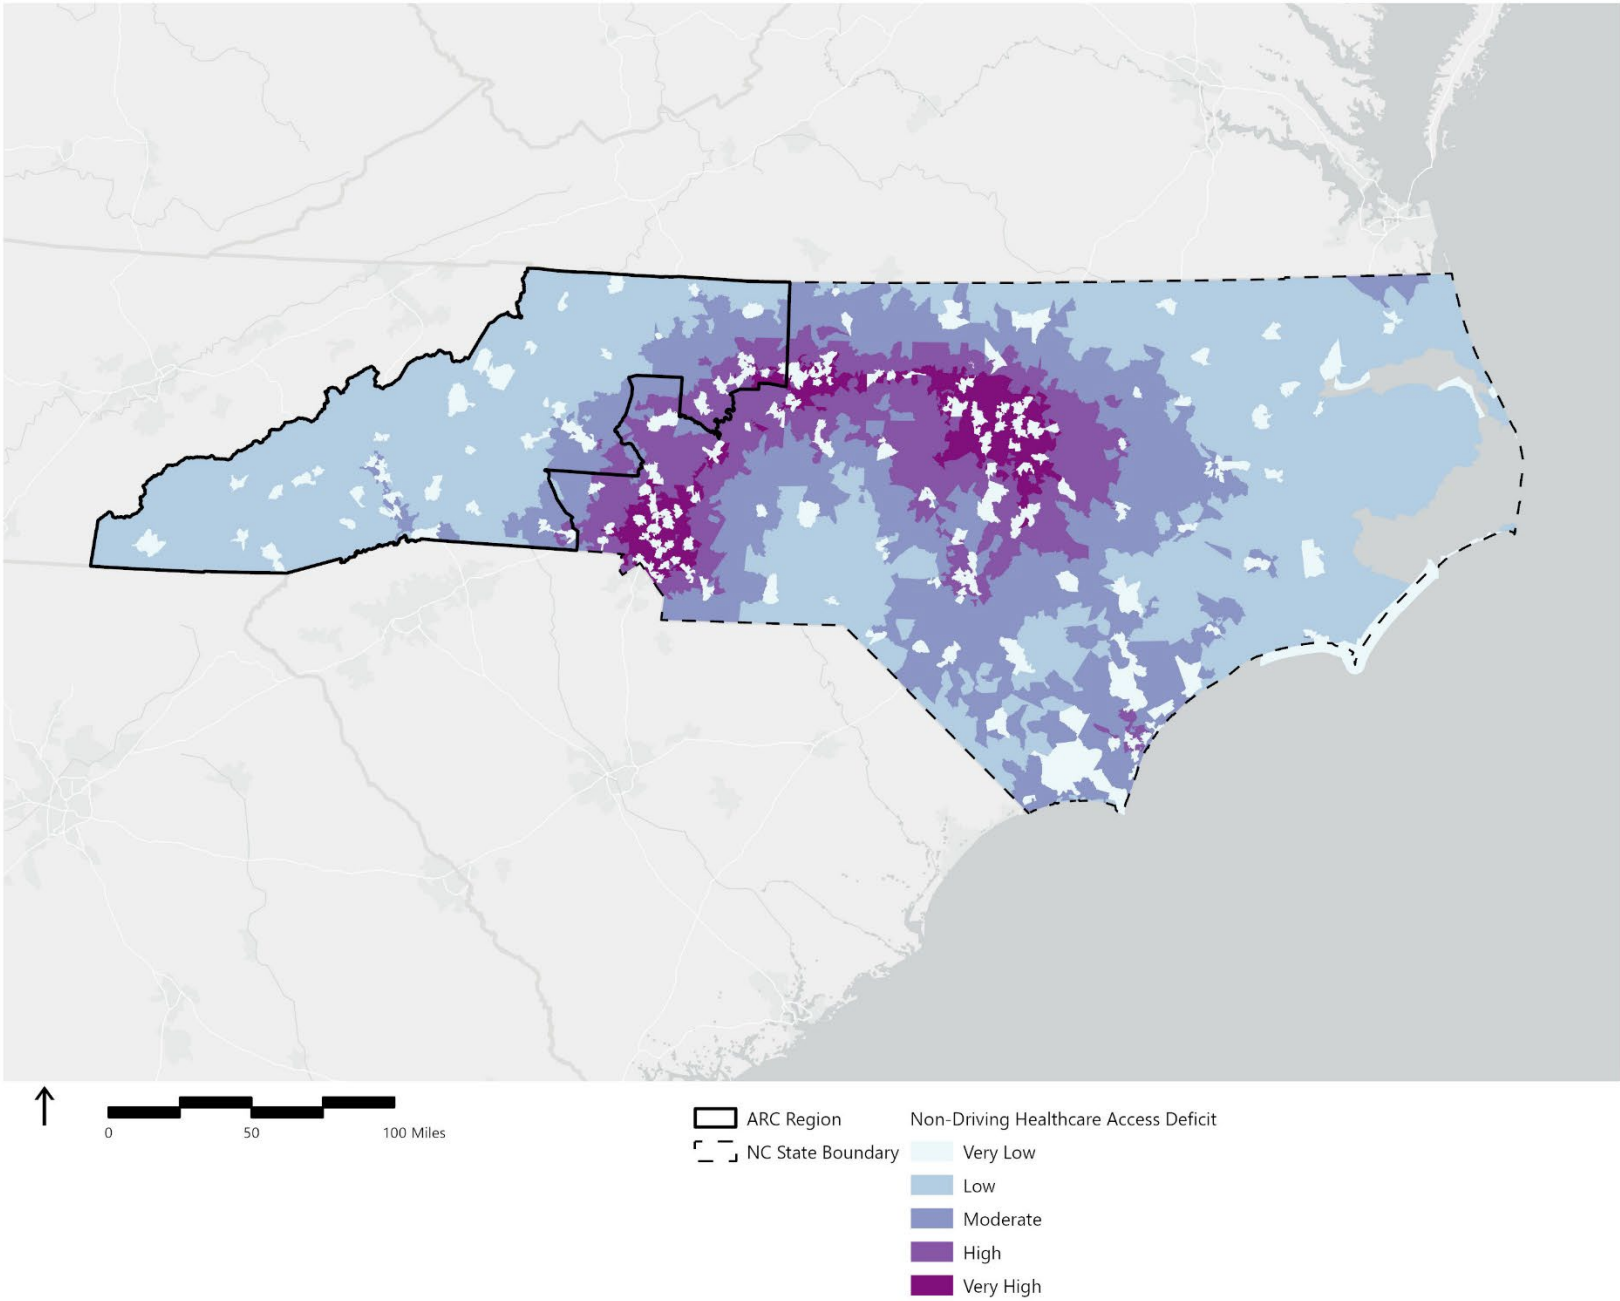 0 50 100 Miles
ARC Region
NC State Boundary
Non-Driving Healthcare Access Deficit
Very Low
Low
Moderate
High
Very High